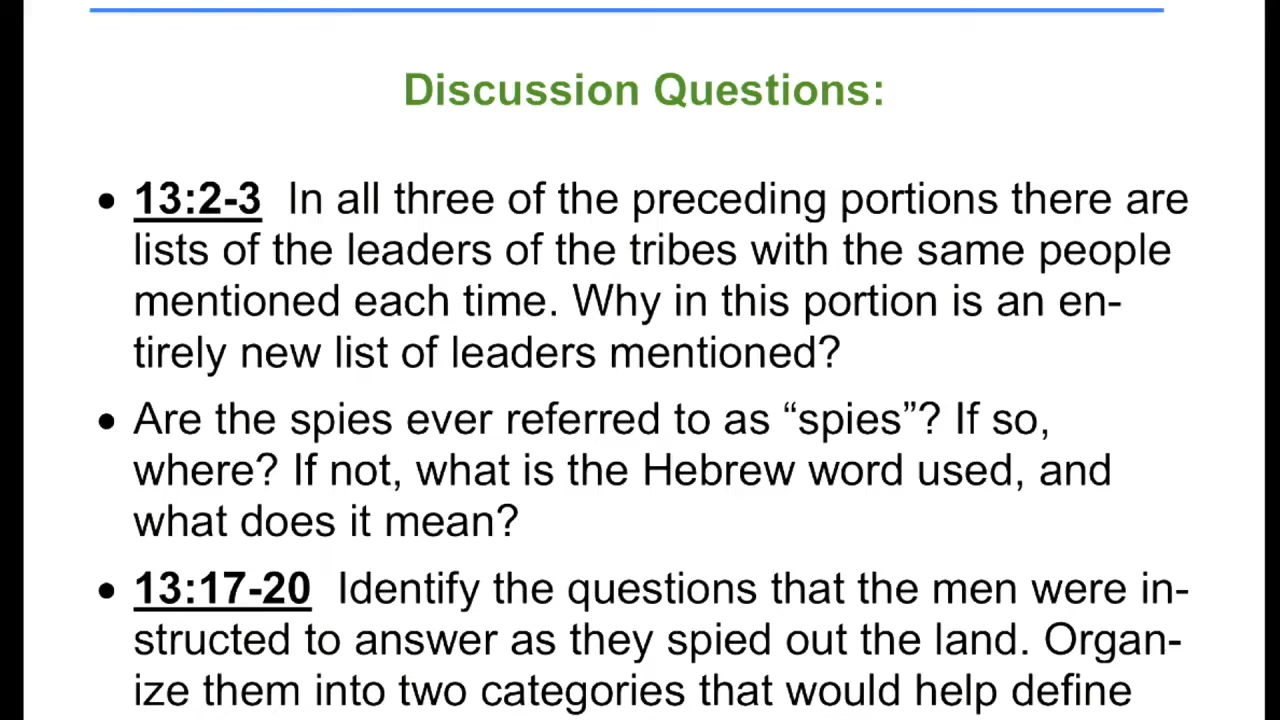 Discussion Questions:
• 13:2-3 In all three of the preceding portions there are
lists of the leaders of the tribes with the same people
mentioned each time. Why in this portion is an en-
tirely new list of leaders mentioned?
• Are the spies ever referred to as “spies”? If so,
where? If not, what is the Hebrew word used, and
what does it mean?
• 13:17-20 Identify the questions that the men were in-
structed to answer as they spied out the land. Organ-
ize them into two categories that would help define